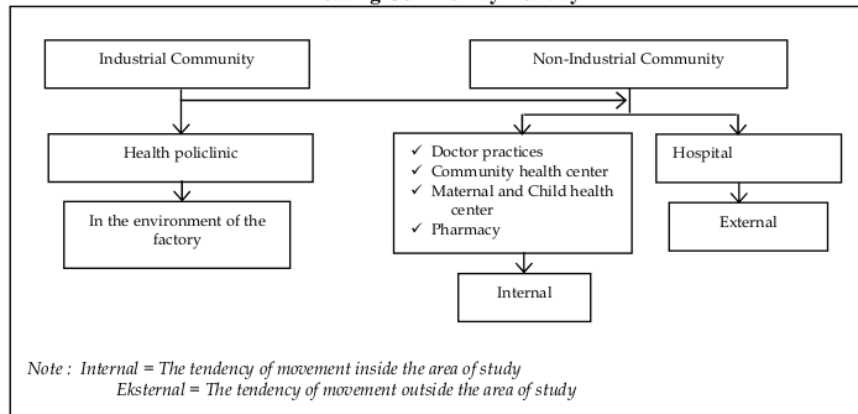 Industrial Community
Non-Industrial Community
Health policlinic
✓ Doctor practices
✓ Community health center
✓ Maternal and Child health
center
✓ Pharmacy
Hospital
In the environment of the
factory
External
Internal
Note : Internal = The tendency of movement inside the area of study
Eksternal = The tendency of movement outside the area of study